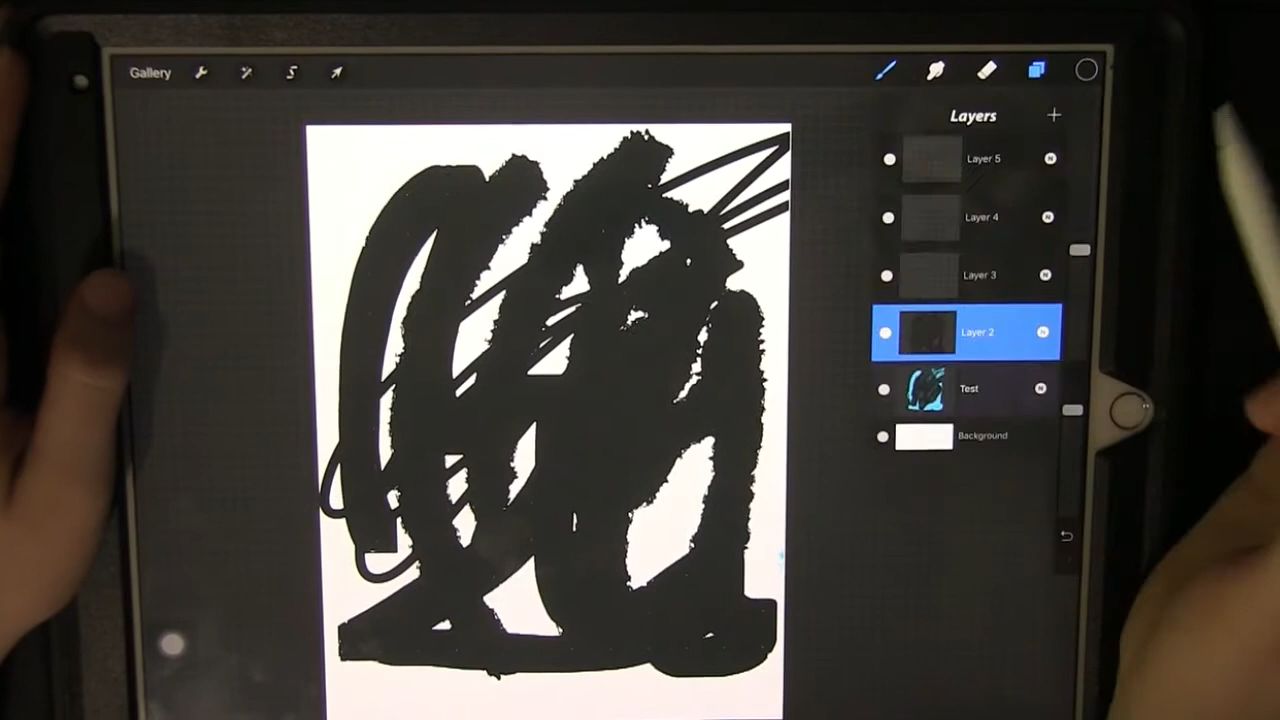 Gallery
Layers
Layer 5
N
Layer 4
N
Layer 3
N
Layer 2
N
Test
N
Background